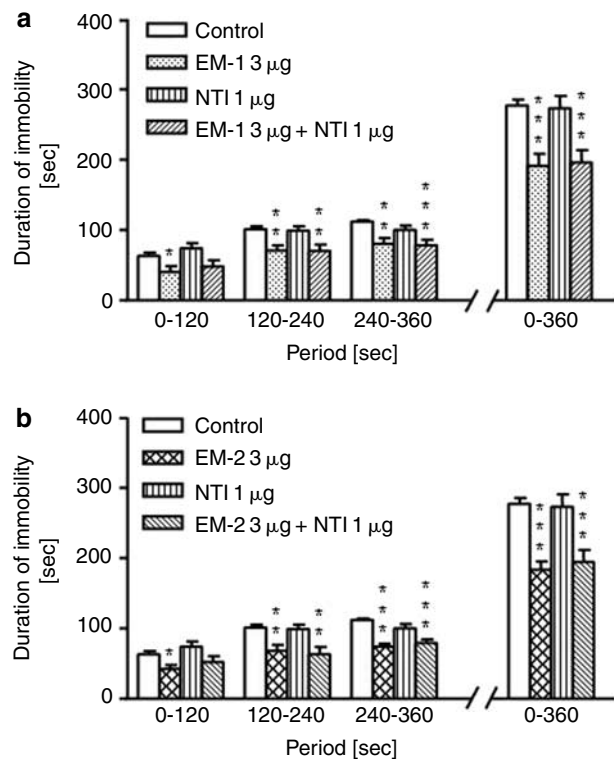 a
400
300
200
100
0
Duration of immobility
[sec]
Control
EM-1 3 μg
NTI 1 μg
EM-1 3 μg + NTI 1 μg
*
* *
* *
* *
* * *
* * *
* * *
0-120
120-240
240-360
0-360
Period [sec]
b
400
300
200
100
0
Duration of immobility
[sec]
Control
EM-2 3 μg
NTI 1 μg
EM-2 3 μg + NTI 1 μg
*
* *
* * *
* * *
* * *
* * *
* * *
0-120
120-240
240-360
0-360
Period [sec]